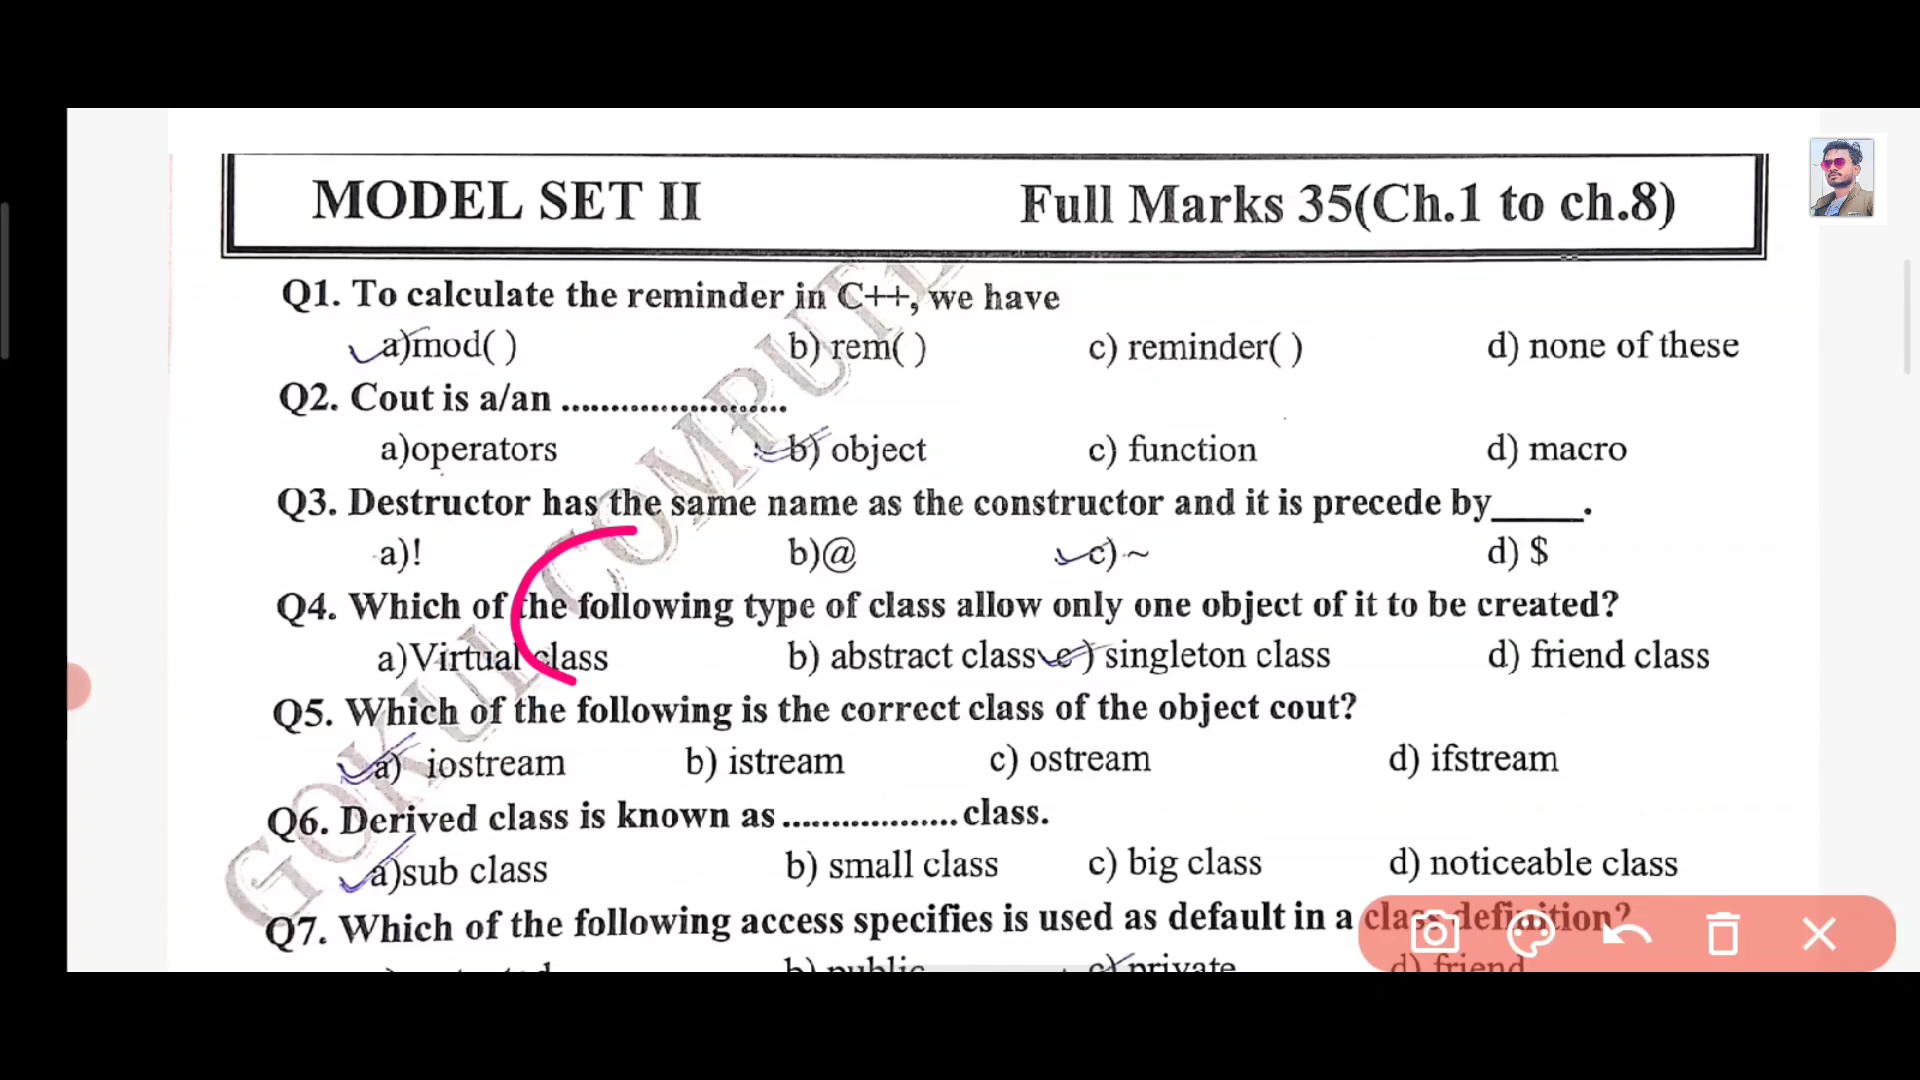 MODEL SET II Full Marks 35(Ch.1 to ch.8)
Q1. To calculate the reminder in C++, we have
a)mod( ) b) rem( ) c) reminder( ) d) none of these
Q2. Cout is a/an .......................
a)operators b) object c) function d) macro
Q3. Destructor has the same name as the constructor and it is precede by_____.
a)! b)@ c) ~ d) $
Q4. Which of the following type of class allow only one object of it to be created?
a)Virtual class b) abstract class c) singleton class d) friend class
Q5. Which of the following is the correct class of the object cout?
a) iostream b) istream c) ostream d) ifstream
Q6. Derived class is known as .................. class.
a)sub class b) small class c) big class d) noticeable class
Q7. Which of the following access specifies is used as default in a class definition?
b) public c) private d) friend
GOKUL COMPUTE